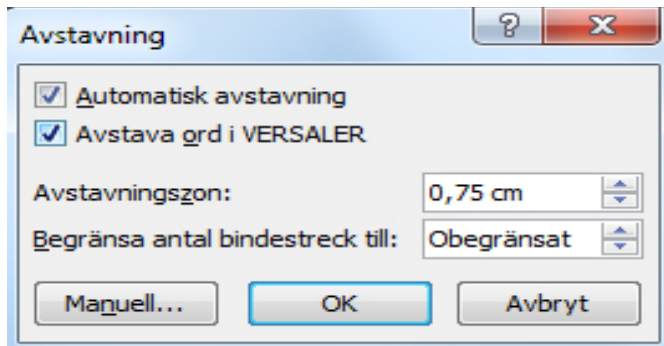 Avstavning
Automatisk avstavning
Avstava ord i VERSALER
Avstavningszon: 0,75 cm
Begränsa antal bindestreck till: Obegränsat
Manuell... OK Avbryt